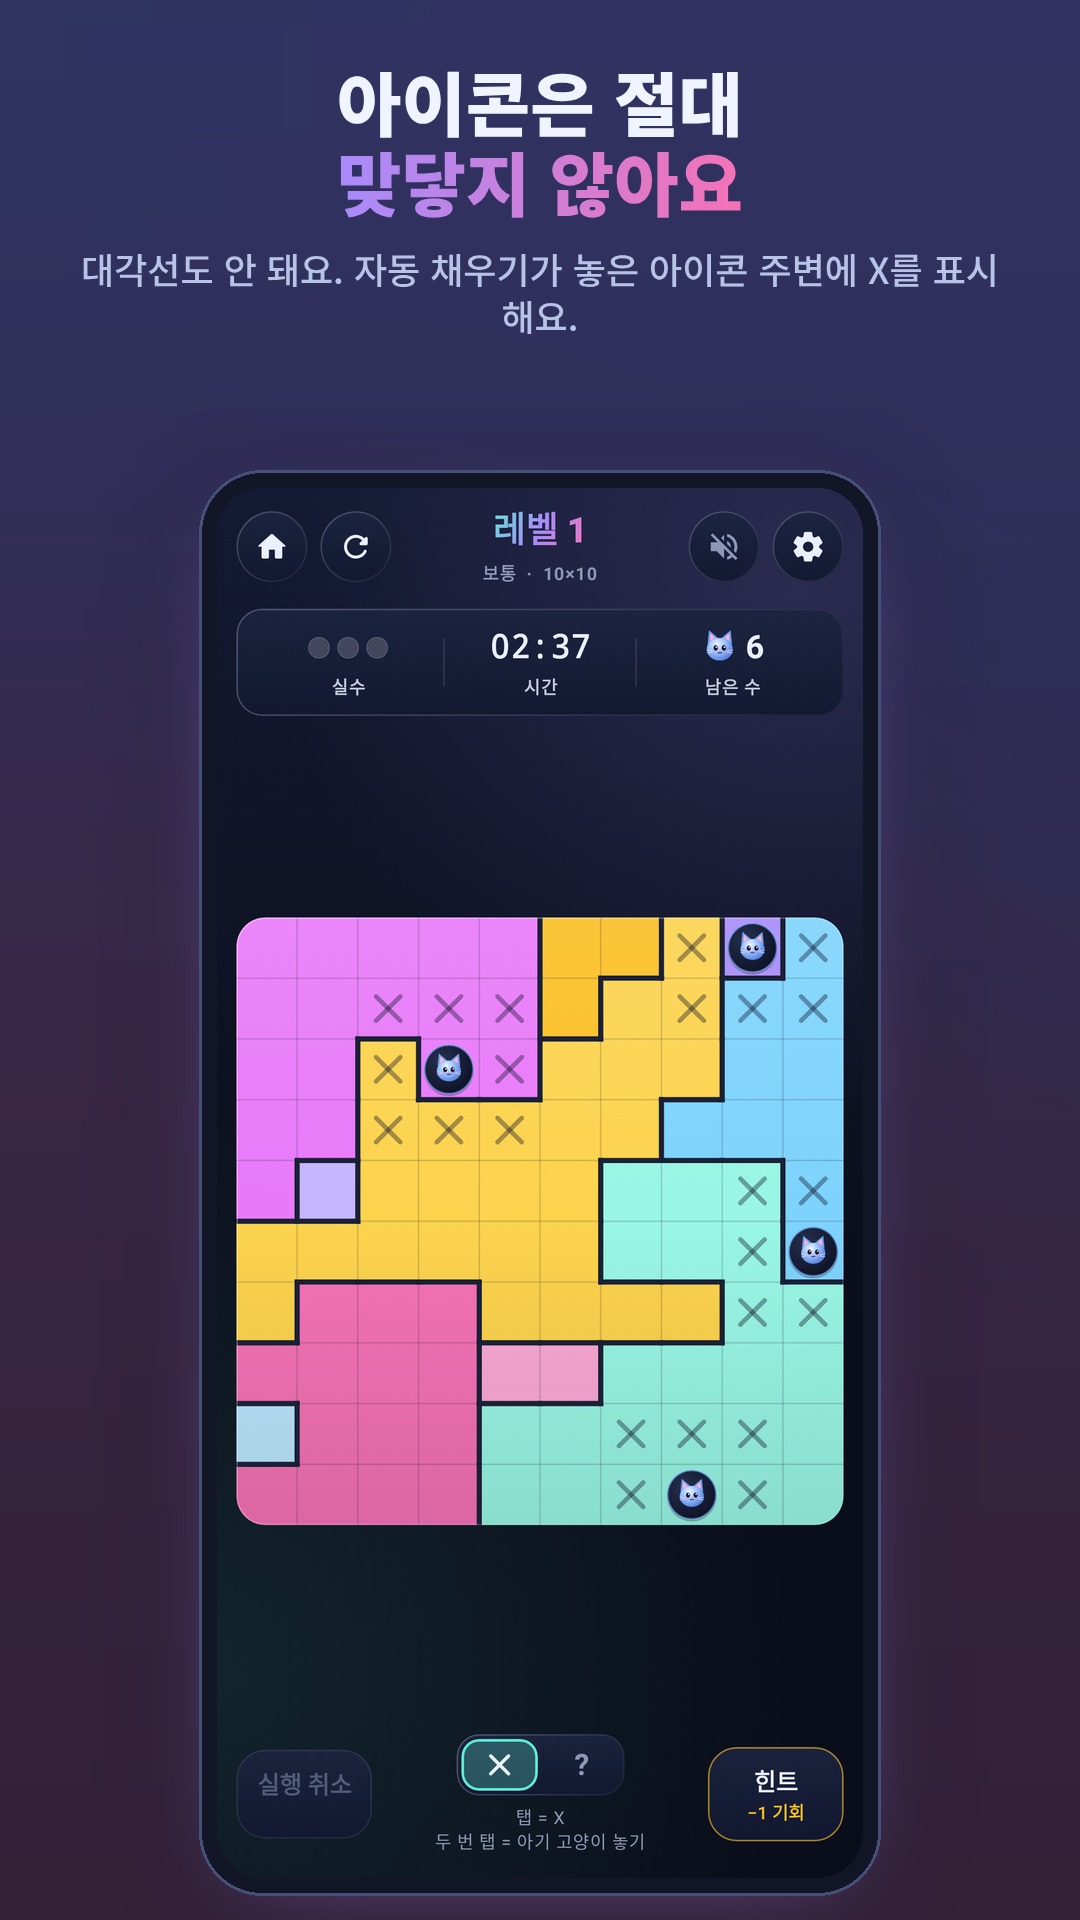 아이콘은 절대
맞닿지 않아요
대각선도 안 돼요. 자동 채우기가 놓은 아이콘 주변에 X를 표시
해요.
레벨 1
보통 · 10×10
02:37
6
실수
시간
남은 수
실행 취소
?
힌트
−1 기회
탭 = X
두 번 탭 = 아기 고양이 놓기